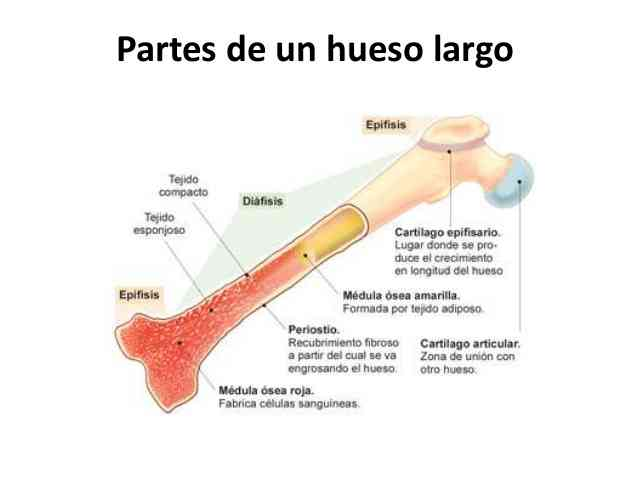 Partes de un hueso largo
Epífisis
Tejido
compacto
Diáfisis
Tejido
esponjoso
Cartílago epifisario.
Lugar donde se pro-
duce el crecimiento
en longitud del hueso
Epífisis
Médula ósea amarilla.
Formada por tejido adiposo.
Periostio.
Recubrimiento fibroso
a partir del cual se va
engrosando el hueso.
Cartílago articular.
Zona de unión con
otro hueso.
Médula ósea roja.
Fabrica células sanguíneas.